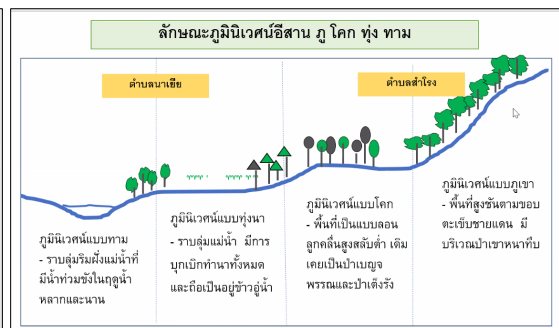 ลักษณะภูมินิเวศน์อีสาน ภู โคก ทุ่ง ทาม
ตำบลนาเยีย
ตำบลสำโรง
ภูมินิเวศน์แบบทาม
- ราบลุ่มริมฝั่งแม่น้ำที่
มีน้ำท่วมขังในฤดูน้ำ
หลากและนาน
ภูมินิเวศน์แบบทุ่งนา
- ราบลุ่มแม่น้ำ มีการ
บุกเบิกทำนาทั้งหมด
และถือเป็นอยู่ข้าวอู่น้ำ
ภูมินิเวศน์แบบโคก
- พื้นที่เป็นแบบลอน
ลูกคลื่นสูงสลับต่ำ เดิม
เคยเป็นป่าเบญจ
พรรณและป่าเต็งรัง
ภูมินิเวศน์แบบภูเขา
- พื้นที่สูงชันตามขอบ
ตะเข็บชายแดน มี
บริเวณป่าเขาหนาทึบ